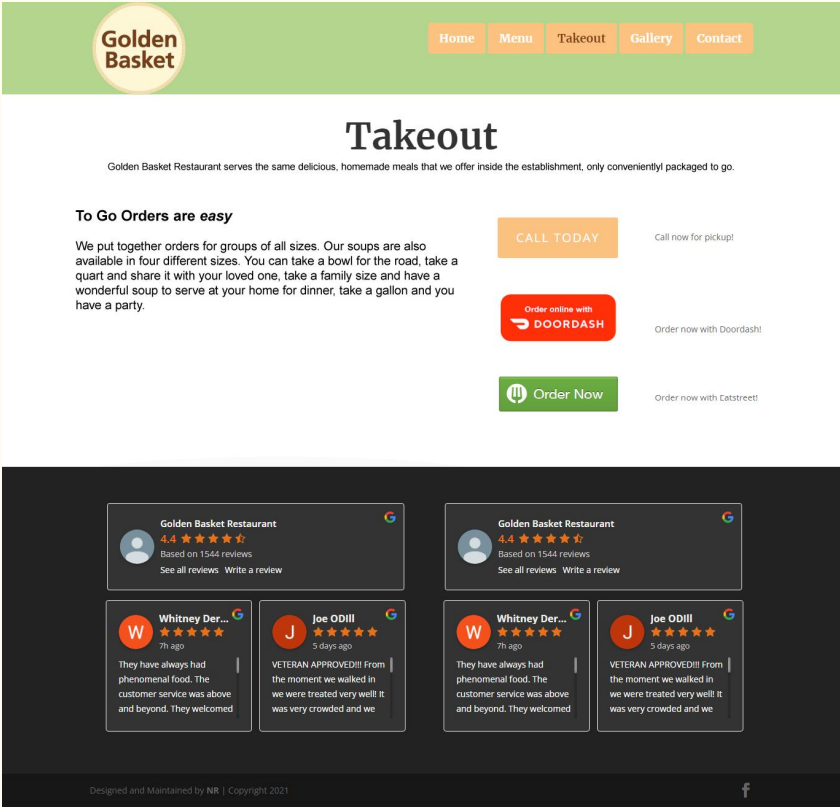 Golden
Basket
Home Menu Takeout Gallery Contact
Takeout
Golden Basket Restaurant serves the same delicious, homemade meals that we offer inside the establishment, only convenientlyl packaged to go.
To Go Orders are easy
We put together orders for groups of all sizes. Our soups are also
available in four different sizes. You can take a bowl for the road, take a
quart and share it with your loved one, take a family size and have a
wonderful soup to serve at your home for dinner, take a gallon and you
have a party.
CALL TODAY
Call now for pickup!
Order online with
DOORDASH
Order now with Doordash!
Order Now
Order now with Eatstreet!
Golden Basket Restaurant
4.4
Based on 1544 reviews
See all reviews Write a review
W
Whitney Der...
7h ago
They have always had
phenomenal food. The
customer service was above
and beyond. They welcomed
J
Joe ODIll
5 days ago
VETERAN APPROVED!!! From
the moment we walked in
we were treated very well! It
was very crowded and we
Golden Basket Restaurant
4.4
Based on 1544 reviews
See all reviews Write a review
W
Whitney Der...
7h ago
They have always had
phenomenal food. The
customer service was above
and beyond. They welcomed
J
Joe ODIll
5 days ago
VETERAN APPROVED!!! From
the moment we walked in
we were treated very well! It
was very crowded and we
Designed and Maintained by NR | Copyright 2021